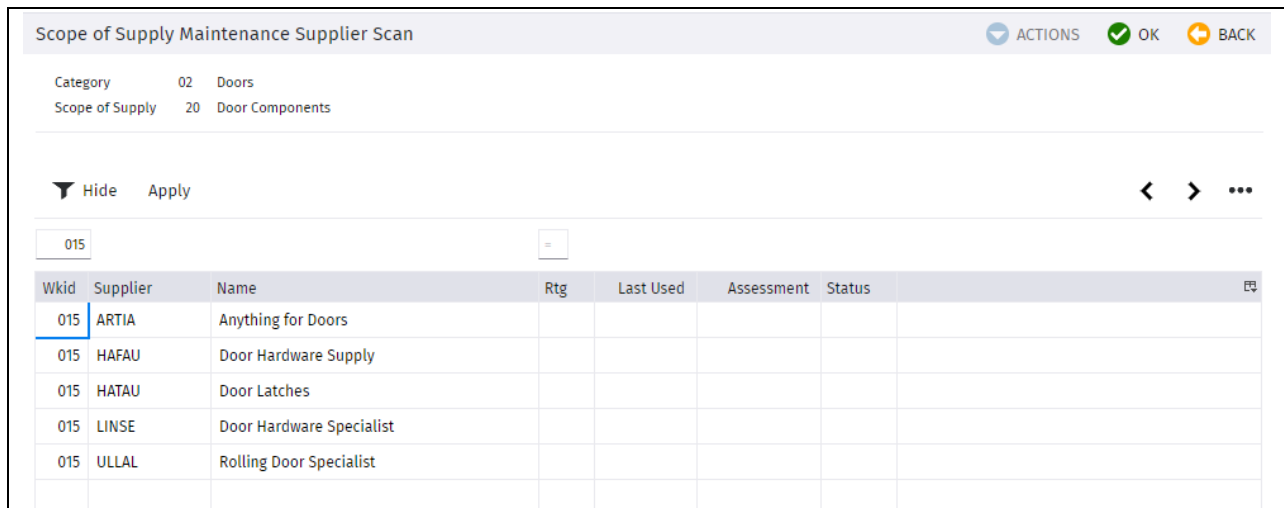 Scope of Supply Maintenance Supplier Scan ACTIONS OK BACK
Category 02 Doors
Scope of Supply 20 Door Components
Hide Apply
015 =
Wkid Supplier Name Rtg Last Used Assessment Status
015 ARTIA Anything for Doors
015 HAFAU Door Hardware Supply
015 HATAU Door Latches
015 LINSE Door Hardware Specialist
015 ULLAL Rolling Door Specialist